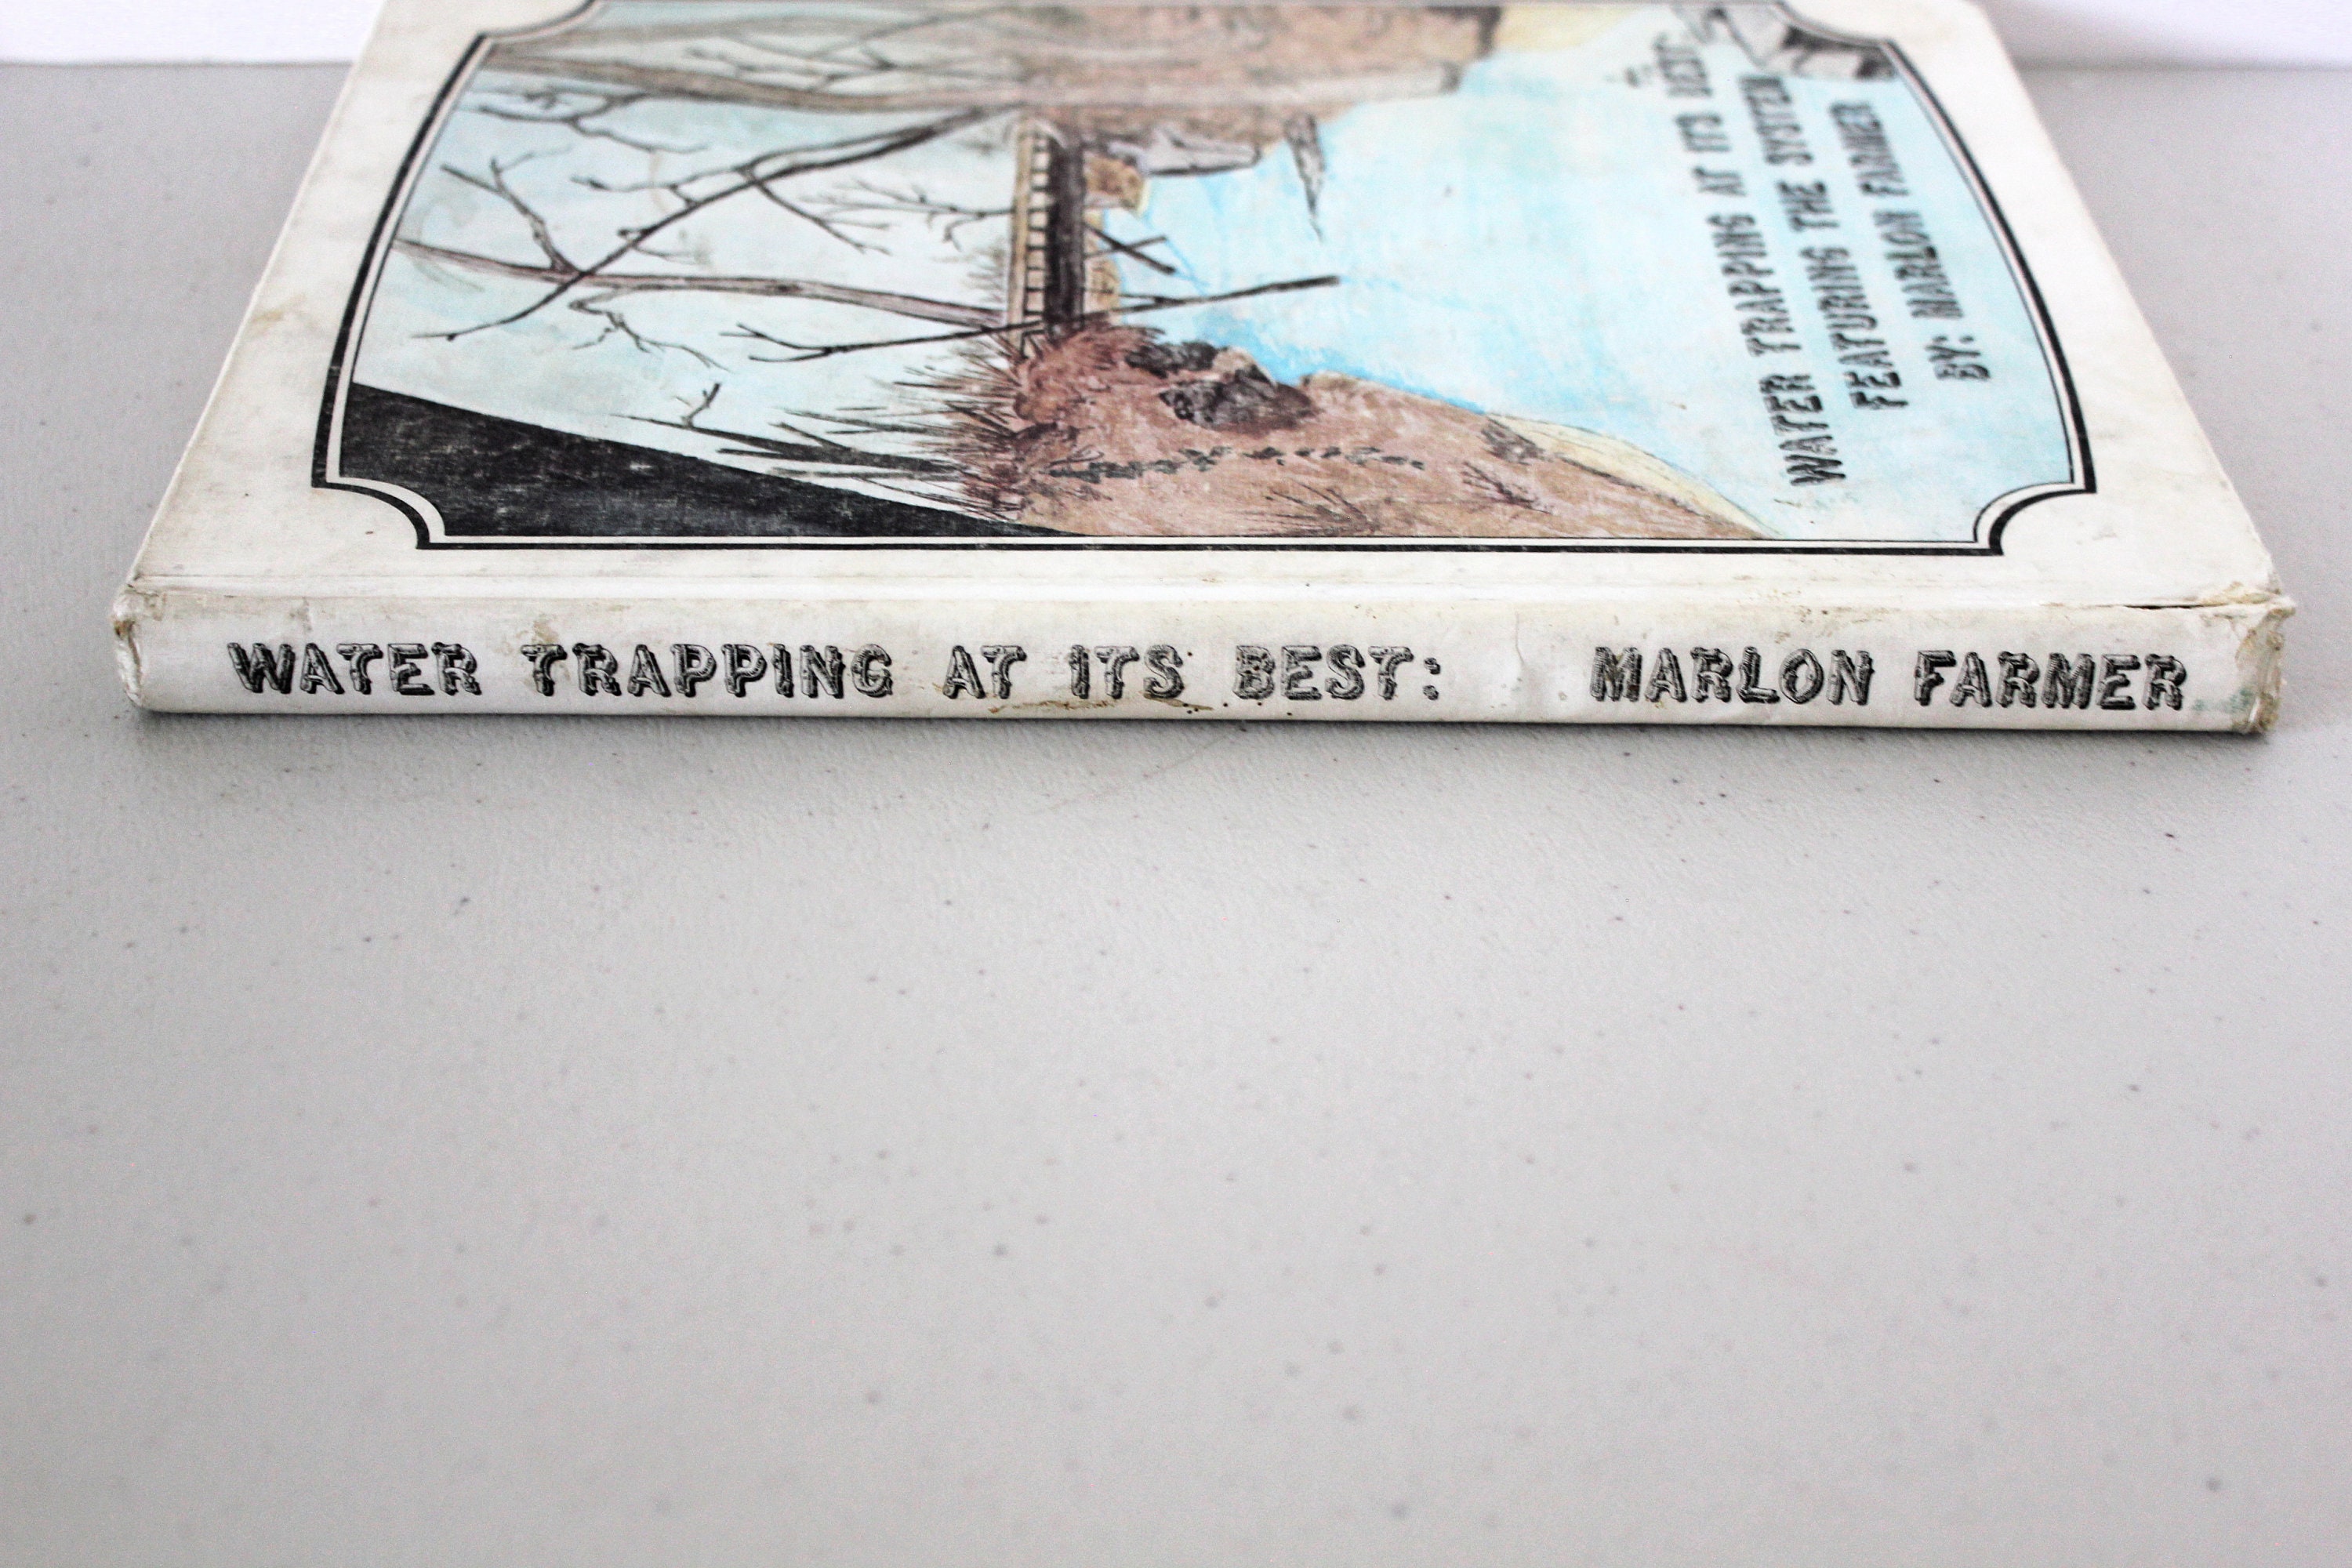 WATER TRAPPING AT ITS BEST:
FEATURING THE SYSTEM
BY: MARLON FARMER
WATER TRAPPING AT ITS BEST: MARLON FARMER